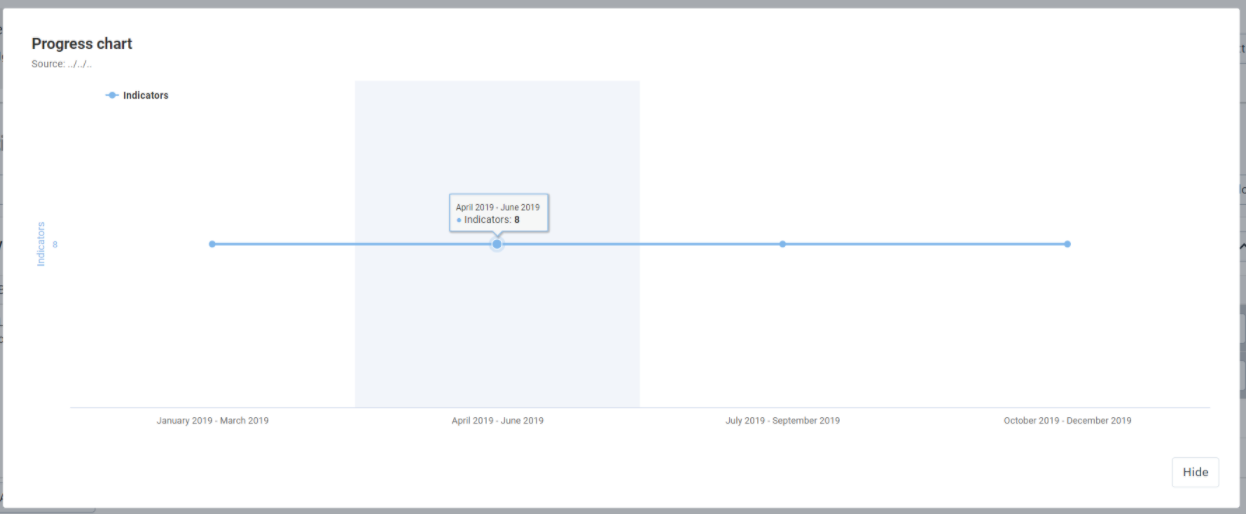 Progress chart
Source: ../../..
Indicators
April 2019 - June 2019
Indicators: 8
Indicators
8
January 2019 - March 2019
April 2019 - June 2019
July 2019 - September 2019
October 2019 - December 2019
Hide